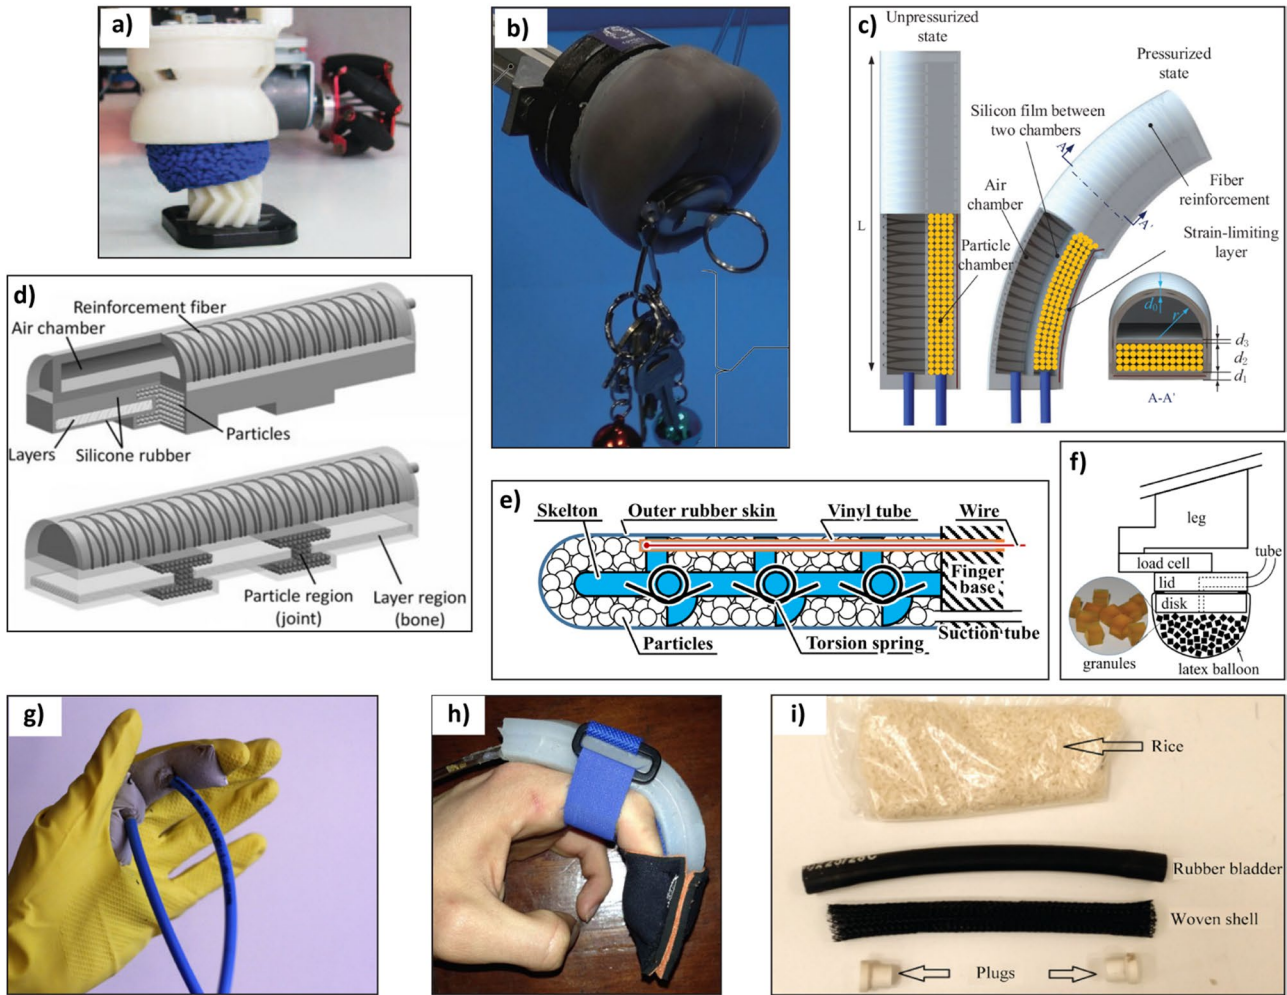 a)
b)
c)
Unpressurized
state
Pressurized
state
Silicon film between
two chambers
A
Air
chamber
Fiber
reinforcement
A'
L
Particle
chamber
Strain-limiting
layer
d₀
r
d₃
d₂
d₁
A-A'
d)
Reinforcement fiber
Air chamber
Particles
Layers
Silicone rubber
Particle region
(joint)
Layer region
(bone)
e)
Skelton
Outer rubber skin
Vinyl tube
Wire
Finger
base
Particles
Torsion spring
Suction tube
f)
leg
load cell
tube
lid
disk
granules
latex balloon
g)
h)
i)
Rice
Rubber bladder
Woven shell
Plugs